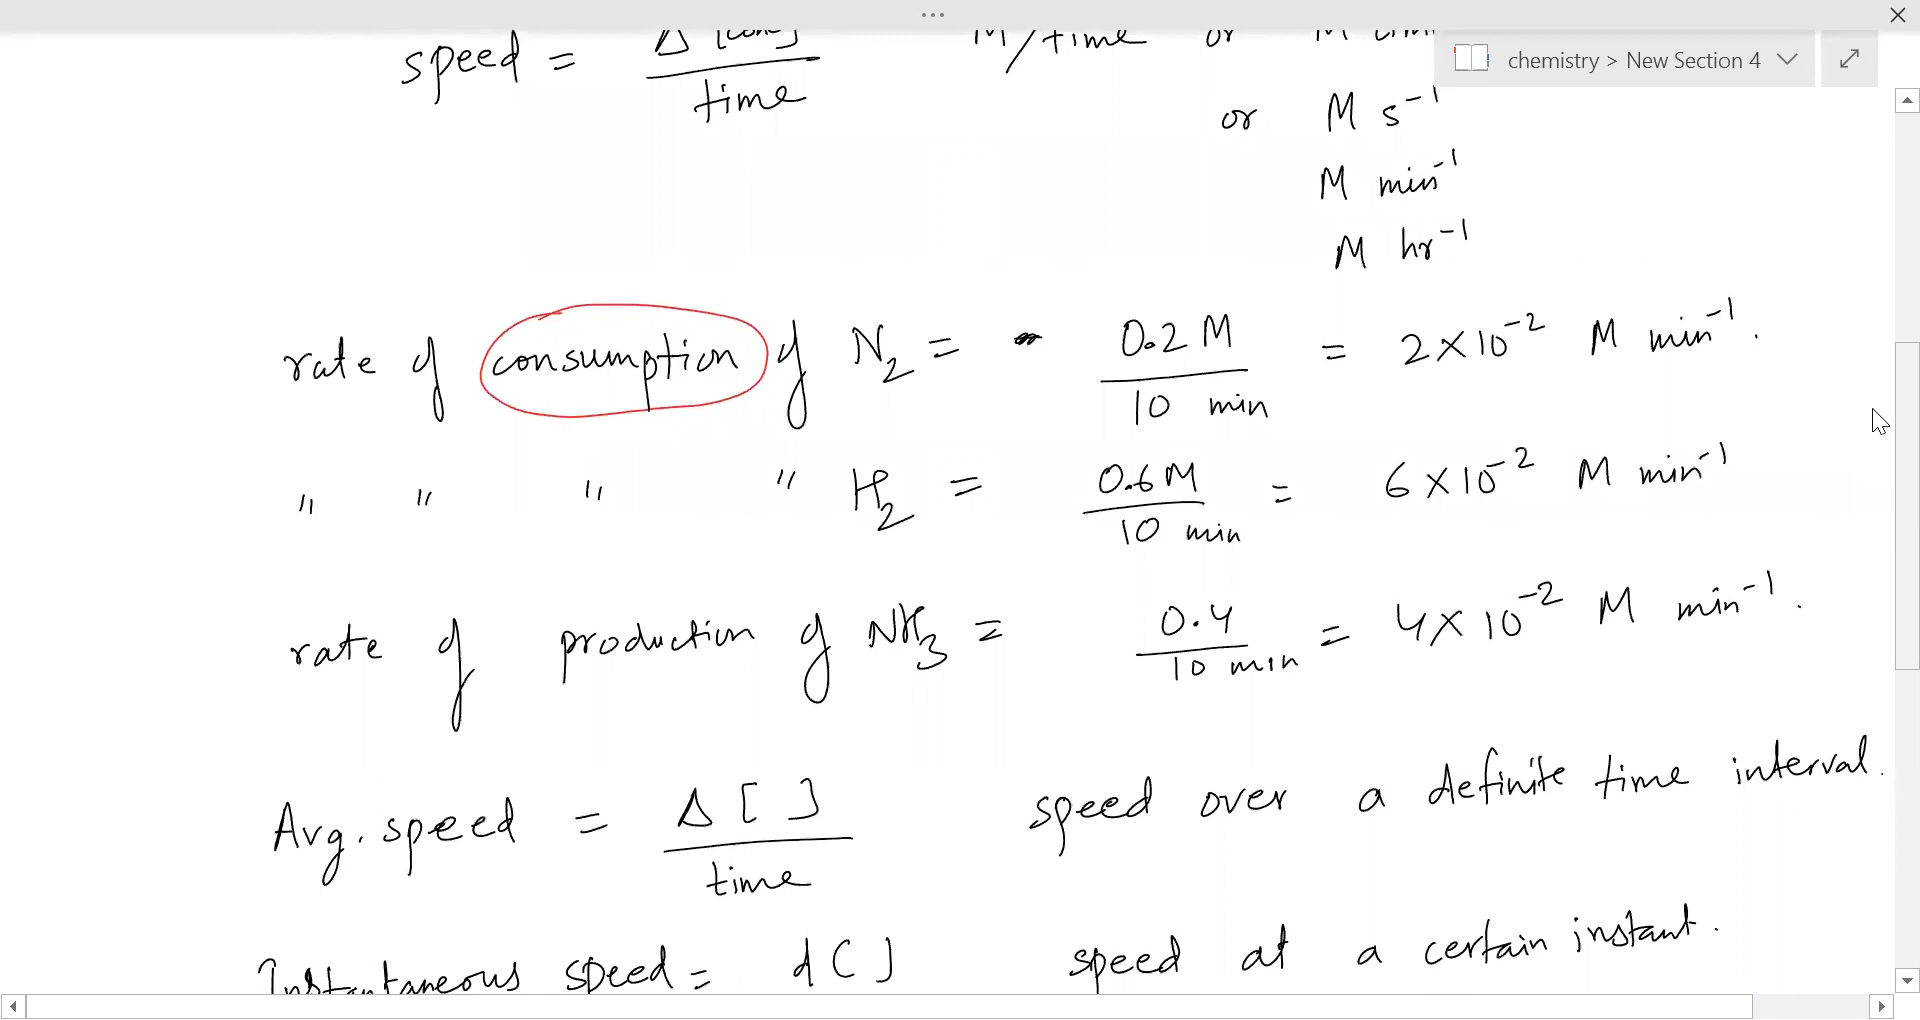 chemistry > New Section 4
speed = Δ [conc] / time M/time or M
or M s⁻¹
M min⁻¹
M hr⁻¹
rate of consumption of N₂ = 0.2 M / 10 min = 2×10⁻² M min⁻¹.
" " " " H₂ = 0.6M / 10 min = 6×10⁻² M min⁻¹
rate of production of NH₃ = 0.4 / 10 min = 4×10⁻² M min⁻¹.
Avg. speed = Δ [ ] / time speed over a definite time interval.
Instantaneous speed = d[ ] speed at a certain instant.